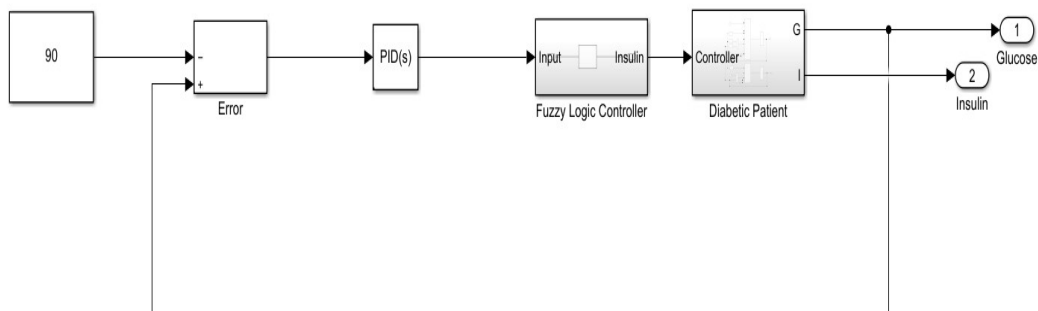 90
−
+
Error
PID(s)
Input
Insulin
Fuzzy Logic Controller
Controller
G
I
Diabetic Patient
1
Glucose
2
Insulin